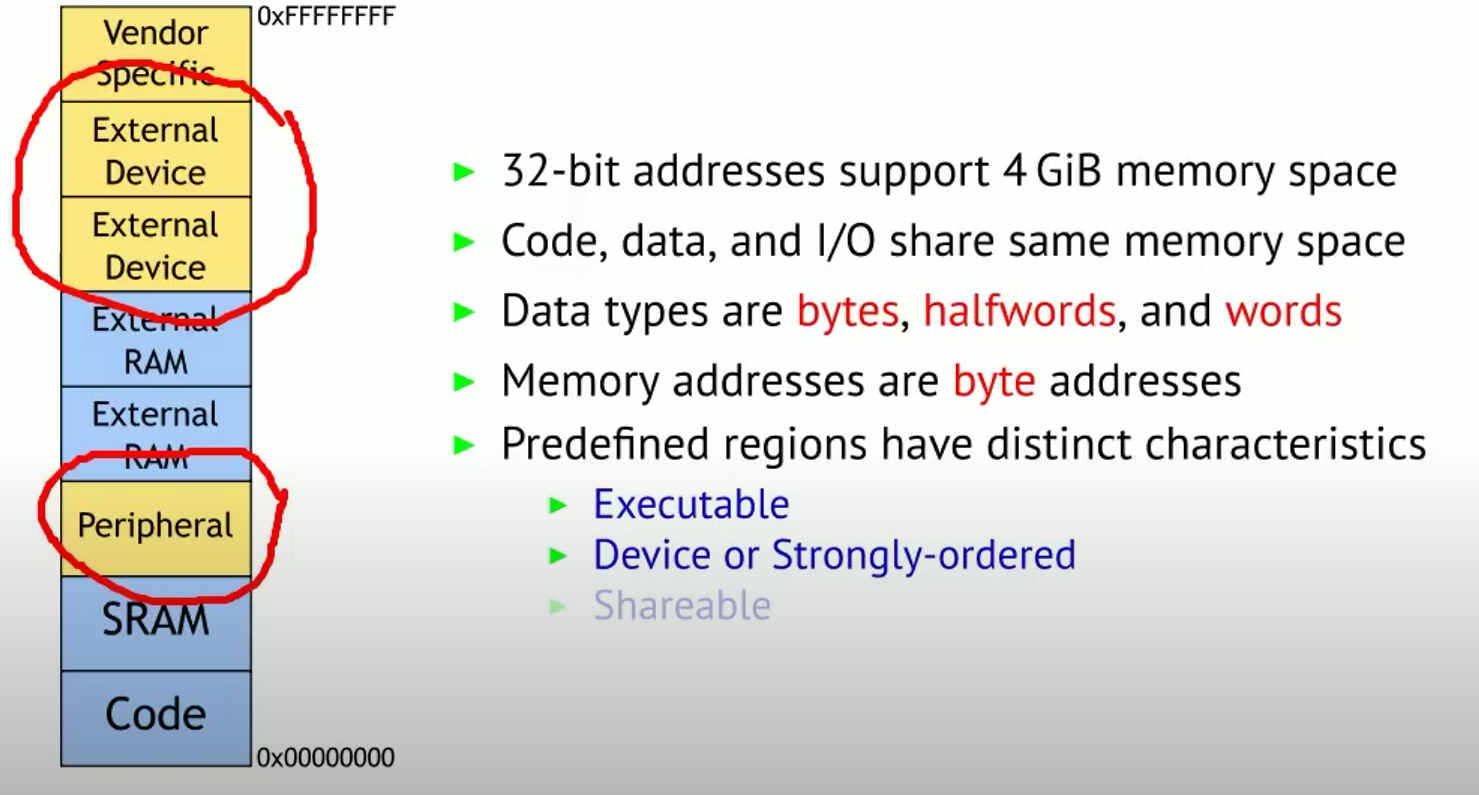 0xFFFFFFFF
Vendor
Specific
External
Device
External
Device
External
RAM
External
RAM
Peripheral
SRAM
Code
0x00000000
32-bit addresses support 4 GiB memory space
Code, data, and I/O share same memory space
Data types are bytes, halfwords, and words
Memory addresses are byte addresses
Predefined regions have distinct characteristics
Executable
Device or Strongly-ordered
Shareable